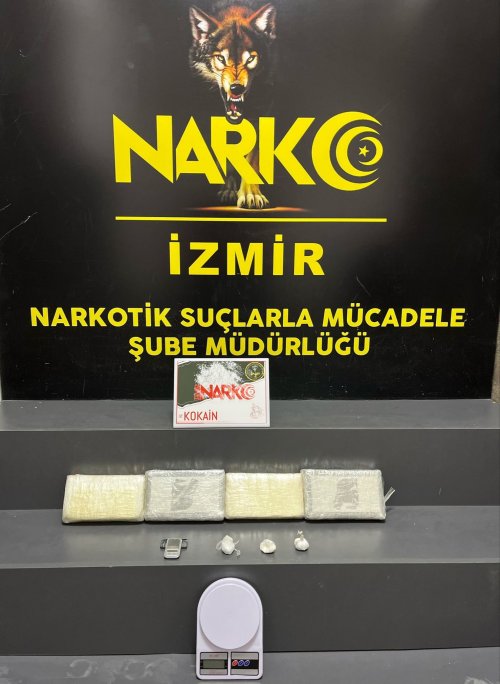 NARKO
İZMİR
NARKOTİK SUÇLARLA MÜCADELE
ŞUBE MÜDÜRLÜĞÜ
NARKO
KOKAİN